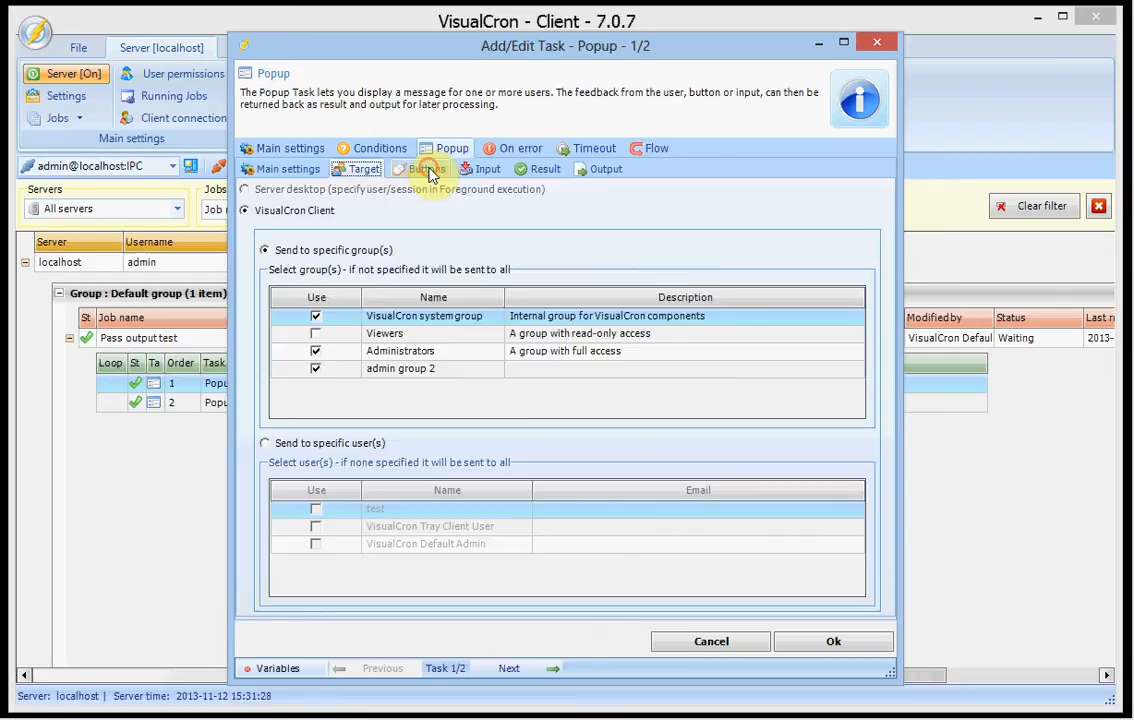 VisualCron - Client - 7.0.7
File
Server [localhost]
Add/Edit Task - Popup - 1/2
Server [On]
User permissions
Popup
Settings
Running Jobs
The Popup Task lets you display a message for one or more users. The feedback from the user, button or input, can then be
returned back as result and output for later processing.
Jobs
Client connection
Main settings
Main settings
Conditions
Popup
On error
Timeout
Flow
admin@localhost:IPC
Main settings
Target
Buttons
Input
Result
Output
Servers
Jobs
Server desktop (specify user/session in Foreground execution)
All servers
Job n
VisualCron Client
Clear filter
Server
Username
Send to specific group(s)
localhost
admin
Select group(s) - if not specified it will be sent to all
Group : Default group (1 item)
Use
Name
Description
St
Job name
VisualCron system group
Internal group for VisualCron components
Modified by
Status
Last r
Pass output test
Viewers
A group with read-only access
VisualCron Defaul
Waiting
2013-
Loop
St
Ta
Order
Task
Administrators
A group with full access
1
Popu
admin group 2
2
Popu
Send to specific user(s)
Select user(s) - if none specified it will be sent to all
Use
Name
Email
test
VisualCron Tray Client User
VisualCron Default Admin
Cancel
Ok
Variables
Previous
Task 1/2
Next
Server: localhost
Server time: 2013-11-12 15:31:28